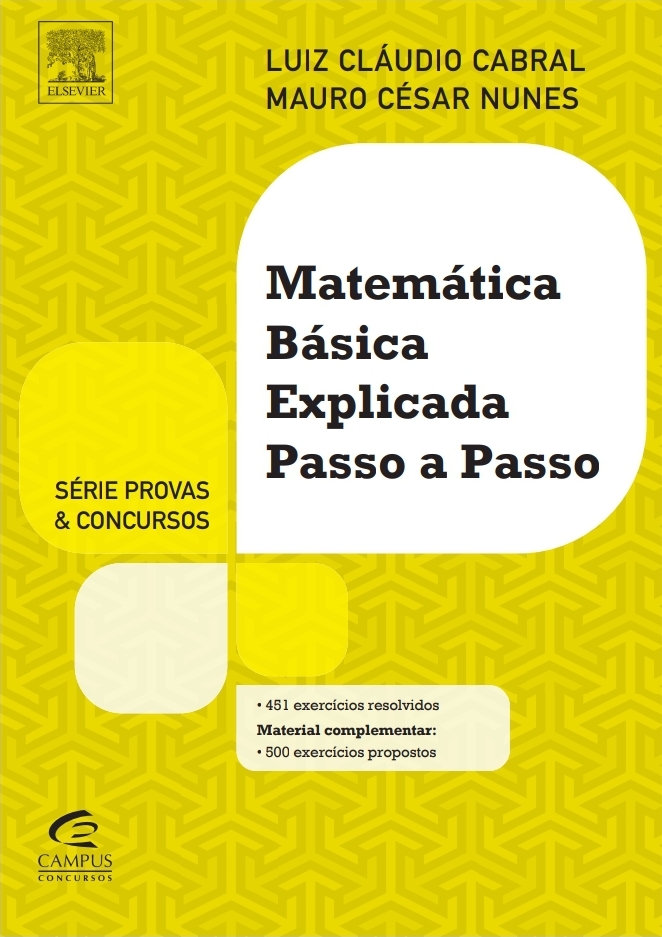 ELSEVIER
LUIZ CLÁUDIO CABRAL
MAURO CÉSAR NUNES
Matemática
Básica
Explicada
Passo a Passo
SÉRIE PROVAS
& CONCURSOS
• 451 exercícios resolvidos
Material complementar:
• 500 exercícios propostos
CAMPUS
CONCURSOS